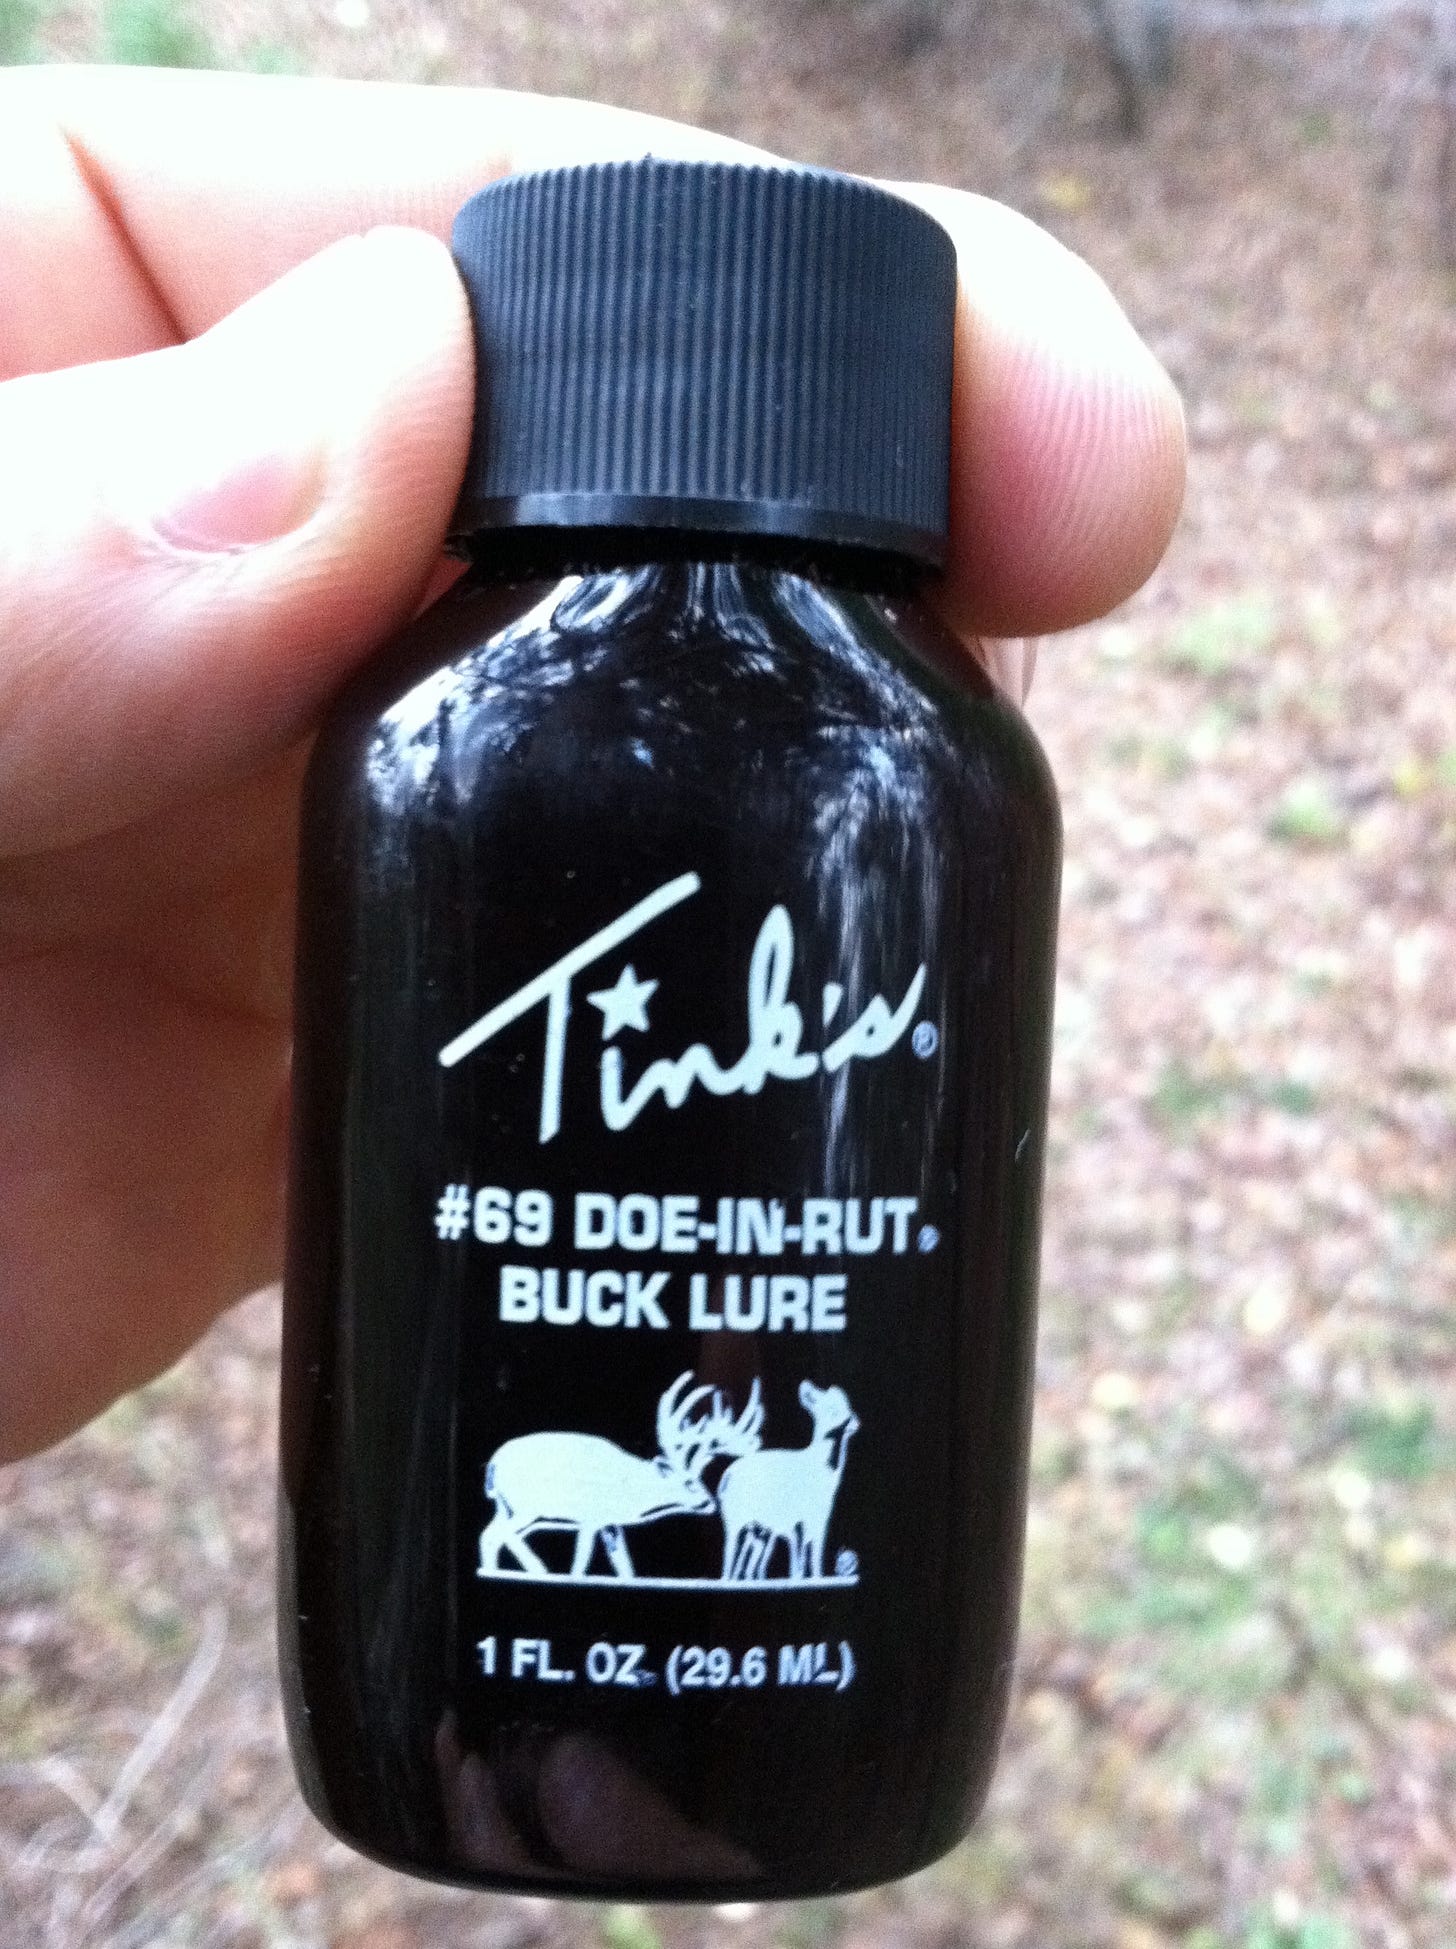 Tink's®
#69 DOE-IN-RUT®
BUCK LURE
®
1 FL. OZ. (29.6 ML)